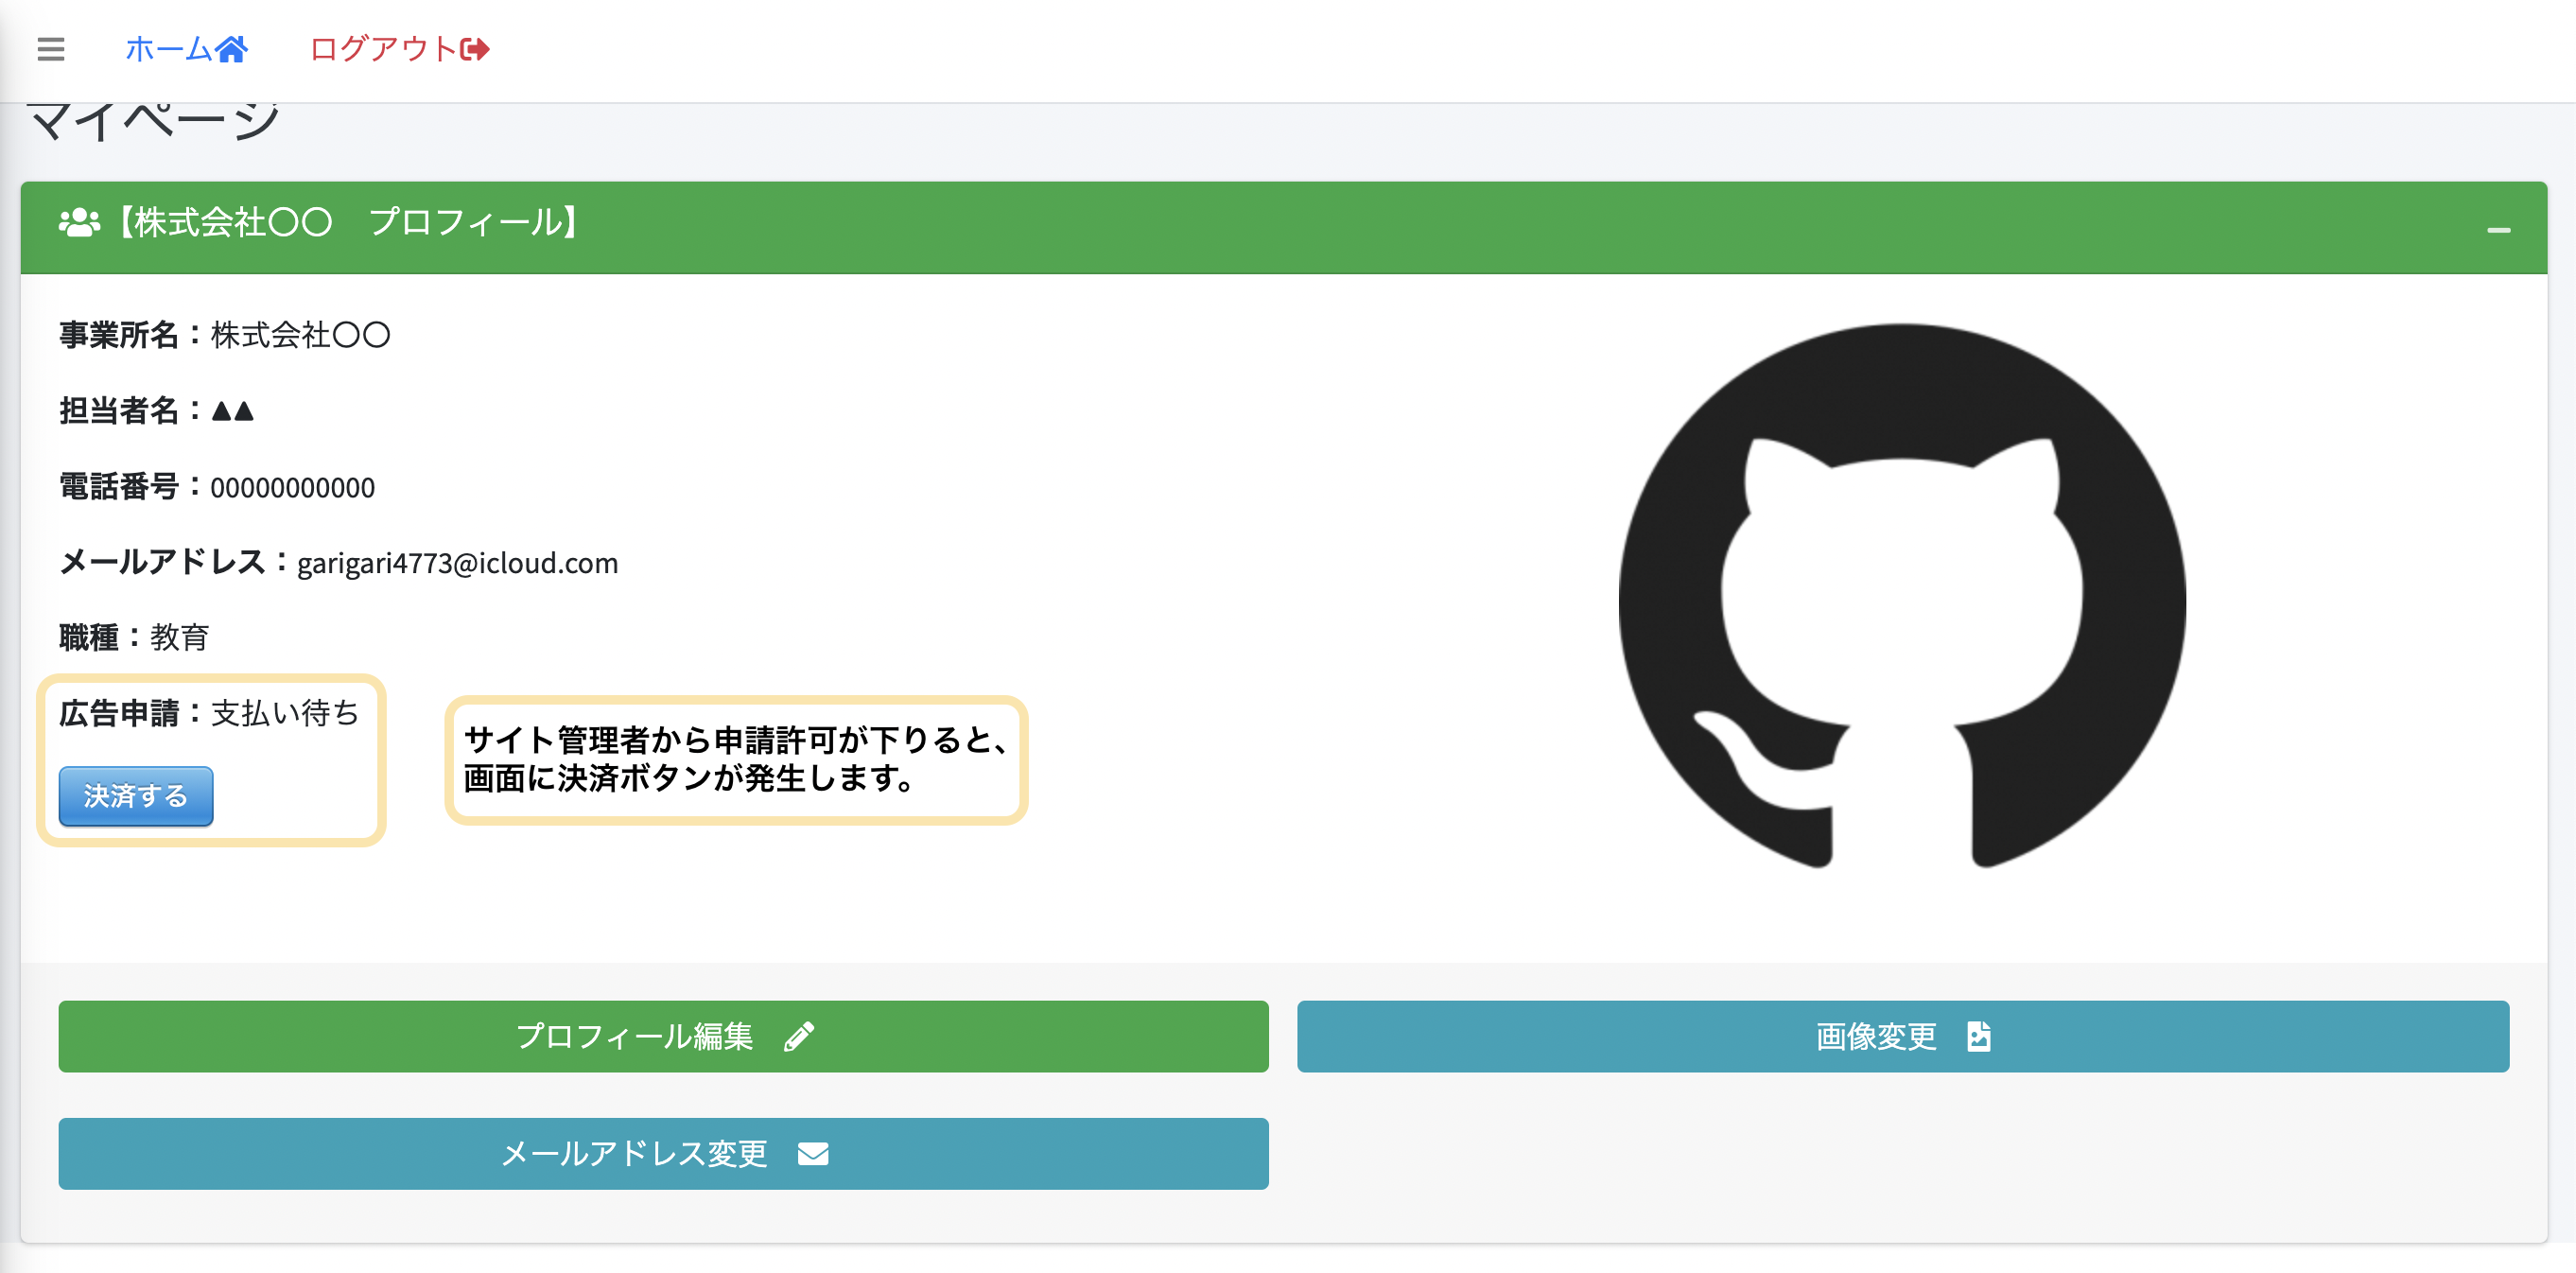 ホーム ログアウト
マイページ
【株式会社〇〇　プロフィール】
事業所名：株式会社〇〇
担当者名：▲▲
電話番号：00000000000
メールアドレス：garigari4773@icloud.com
職種：教育
広告申請：支払い待ち
決済する
サイト管理者から申請許可が下りると、
画面に決済ボタンが発生します。
プロフィール編集
画像変更
メールアドレス変更